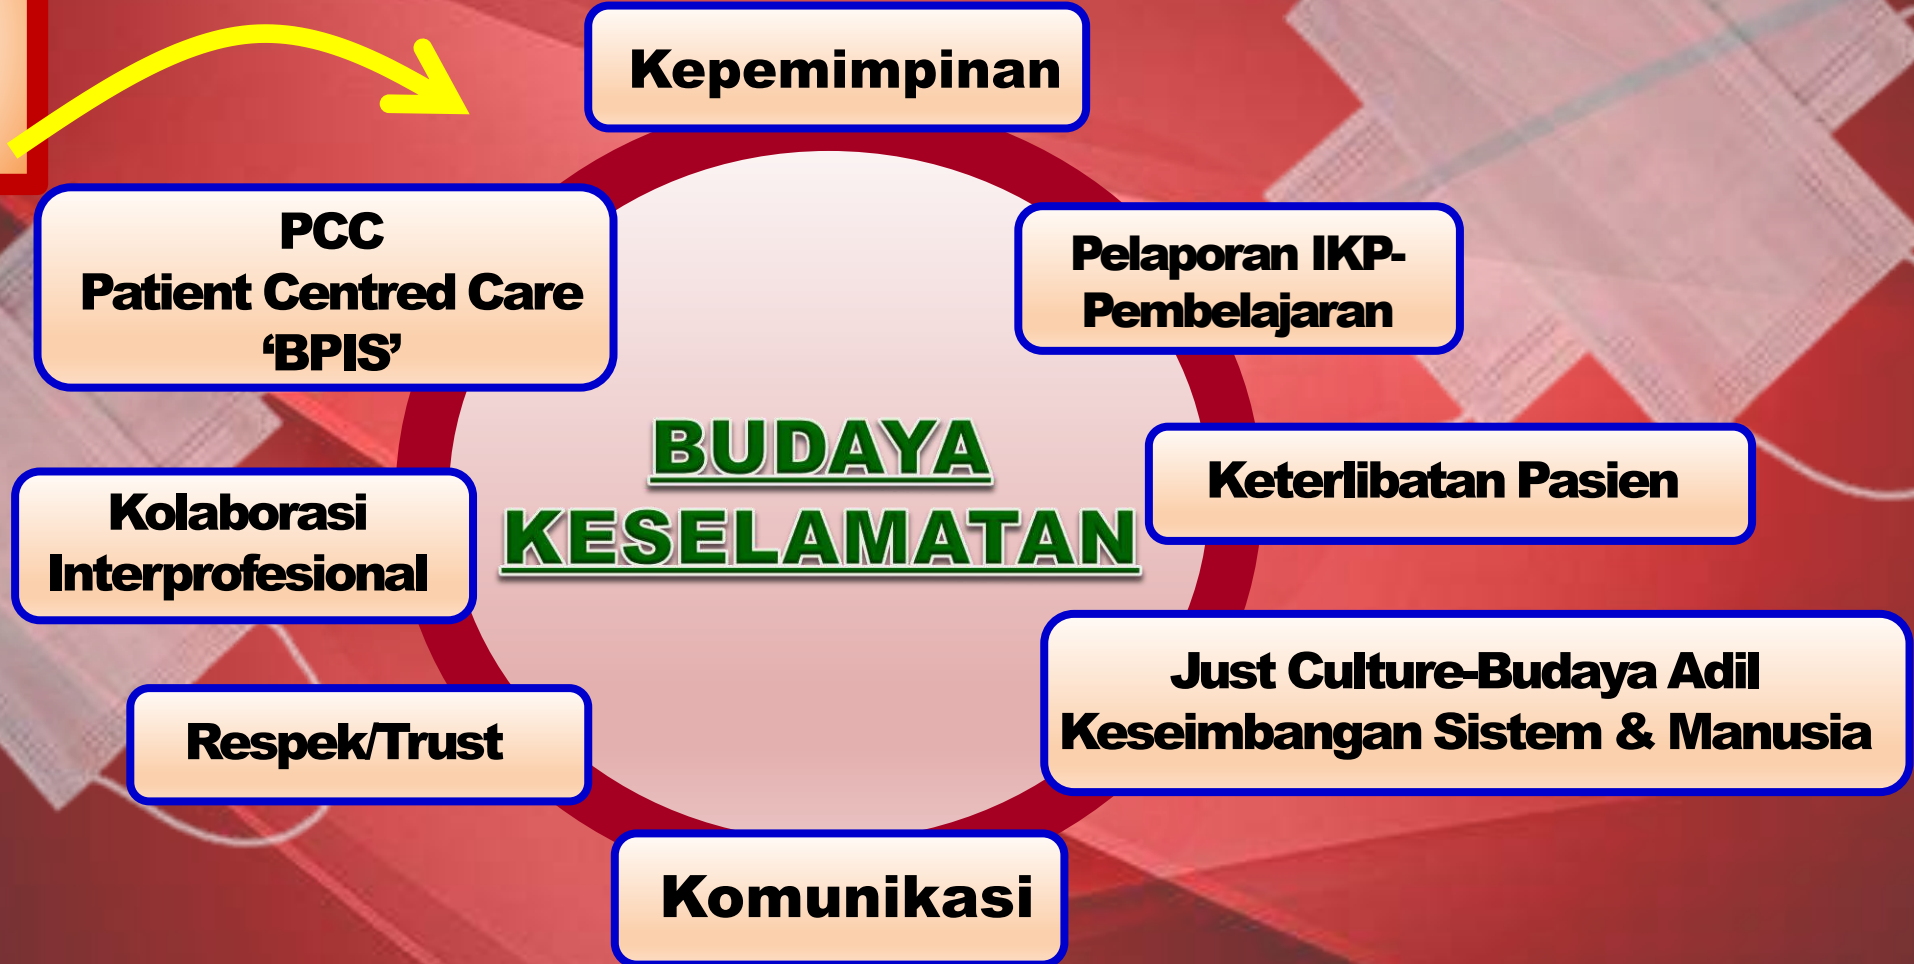 Kepemimpinan
PCC
Patient Centred Care
‘BPIS’
Pelaporan IKP-
Pembelajaran
BUDAYA
KESELAMATAN
Keterlibatan Pasien
Kolaborasi
Interprofesional
Just Culture-Budaya Adil
Keseimbangan Sistem & Manusia
Respek/Trust
Komunikasi